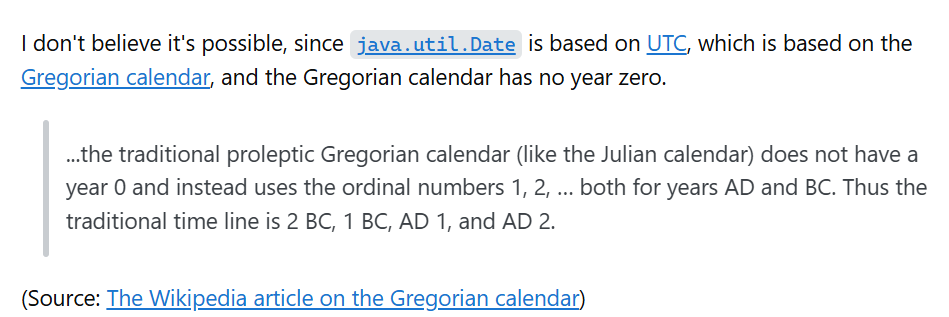 I don't believe it's possible, since java.util.Date is based on UTC, which is based on the
Gregorian calendar, and the Gregorian calendar has no year zero.
...the traditional proleptic Gregorian calendar (like the Julian calendar) does not have a
year 0 and instead uses the ordinal numbers 1, 2, … both for years AD and BC. Thus the
traditional time line is 2 BC, 1 BC, AD 1, and AD 2.
(Source: The Wikipedia article on the Gregorian calendar)